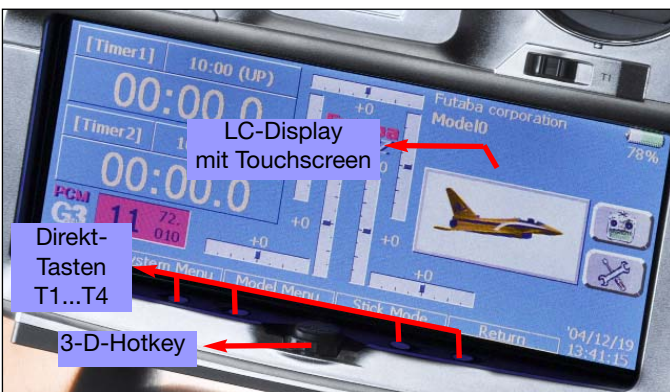 [Timer1]
10:00 (UP)
00:00.0
[Timer2]
00:00.0
PCM
G3
11
72.
010
+0
+0
+0
+0
+0
Futaba corporation
Model0
78%
T1
LC-Display
mit Touchscreen
Direkt-
Tasten
T1...T4
3-D-Hotkey
Model Menu
Stick Mode
Return
'04/12/19
13:41:15